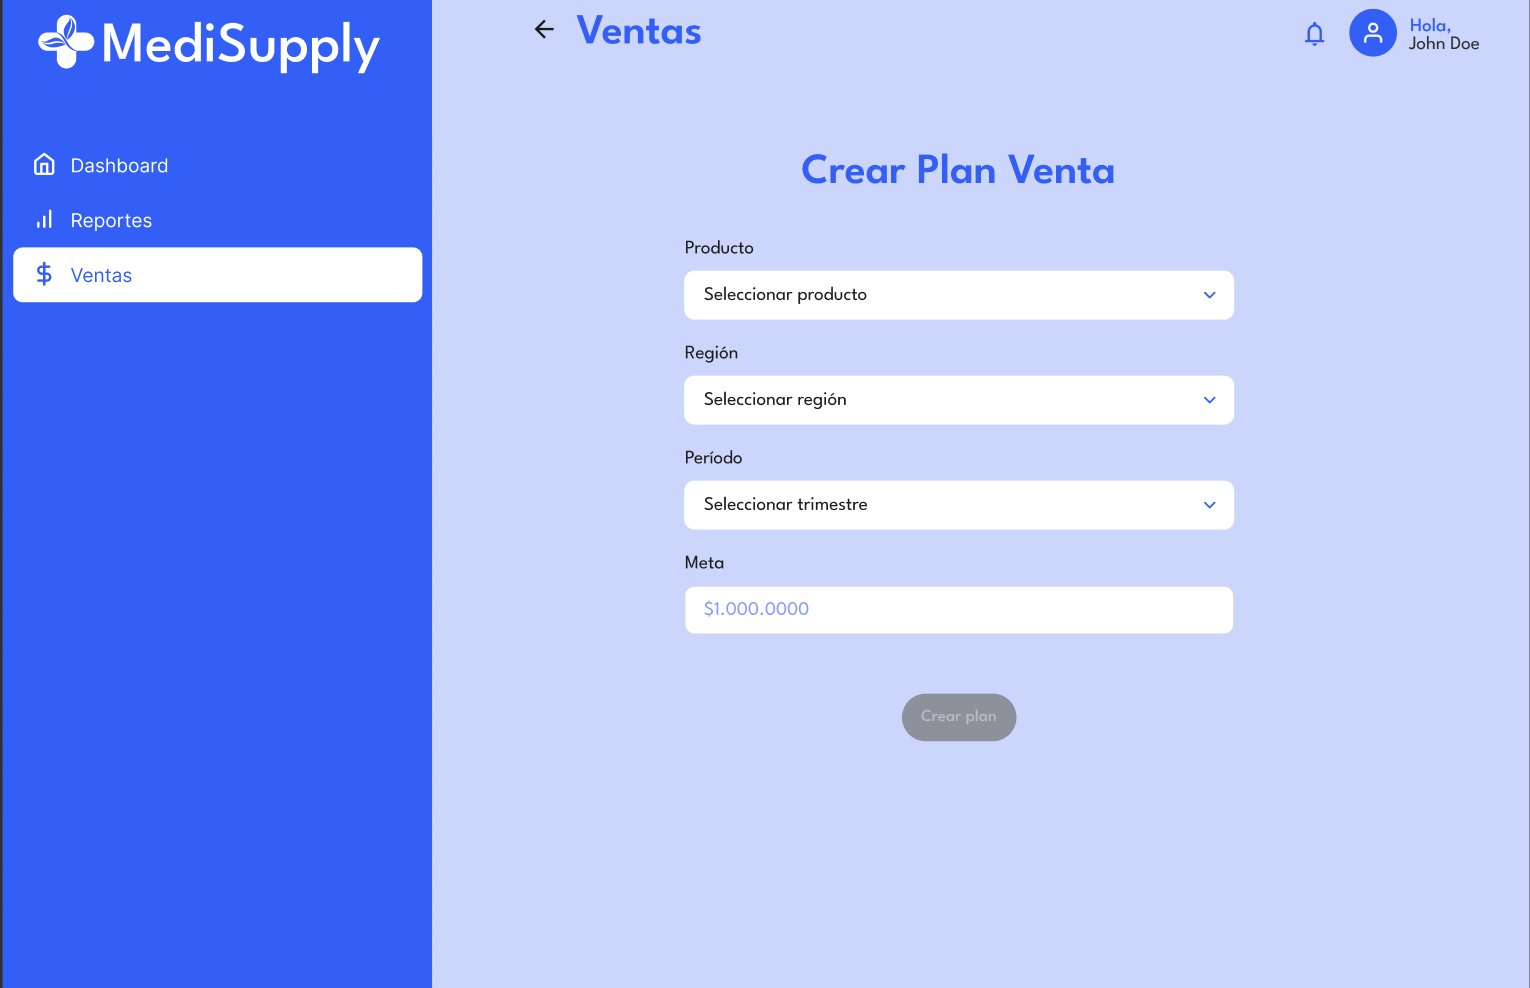 MediSupply
Dashboard
Reportes
Ventas
Ventas
Hola,
John Doe
Crear Plan Venta
Producto
Seleccionar producto
Región
Seleccionar región
Período
Seleccionar trimestre
Meta
$1.000.0000
Crear plan